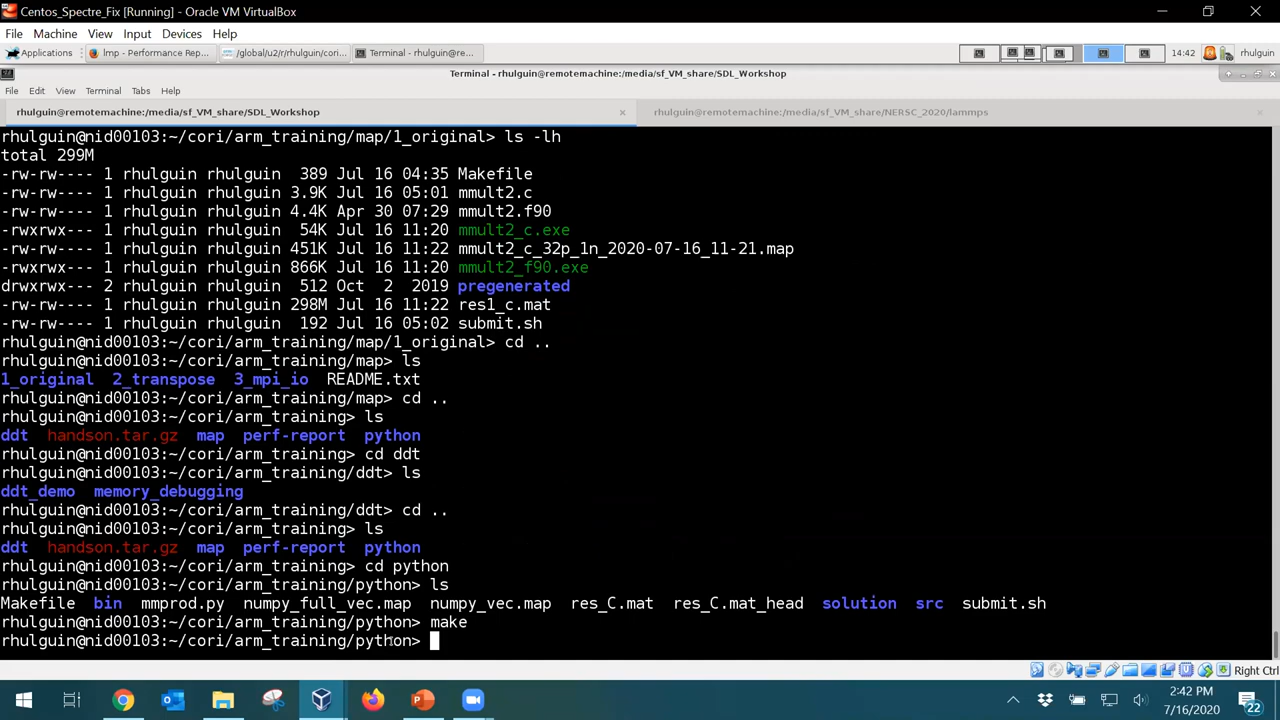 Centos_Spectre_Fix [Running] - Oracle VM VirtualBox
File Machine View Input Devices Help
Applications lmp - Performance Rep... /global/u2/r/rhulguin/cori... Terminal - rhulguin@re... 14:42 rhulguin
Terminal - rhulguin@remotemachine:/media/sf_VM_share/SDL_Workshop
File Edit View Terminal Tabs Help
rhulguin@remotemachine:/media/sf_VM_share/SDL_Workshop rhulguin@remotemachine:/media/sf_VM_share/NERSC_2020/lammps
rhulguin@nid00103:~/cori/arm_training/map/1_original> ls -lh
total 299M
-rw-rw---- 1 rhulguin rhulguin 389 Jul 16 04:35 Makefile
-rw-rw---- 1 rhulguin rhulguin 3.9K Jul 16 05:01 mmult2.c
-rw-rw---- 1 rhulguin rhulguin 4.4K Apr 30 07:29 mmult2.f90
-rwxrwx--- 1 rhulguin rhulguin 54K Jul 16 11:20 mmult2_c.exe
-rw-rw---- 1 rhulguin rhulguin 451K Jul 16 11:22 mmult2_c_32p_1n_2020-07-16_11-21.map
-rwxrwx--- 1 rhulguin rhulguin 866K Jul 16 11:20 mmult2_f90.exe
drwxrwx--- 2 rhulguin rhulguin 512 Oct 2 2019 pregenerated
-rw-rw---- 1 rhulguin rhulguin 298M Jul 16 11:22 res1_c.mat
-rw-rw---- 1 rhulguin rhulguin 192 Jul 16 05:02 submit.sh
rhulguin@nid00103:~/cori/arm_training/map/1_original> cd ..
rhulguin@nid00103:~/cori/arm_training/map> ls
1_original 2_transpose 3_mpi_io README.txt
rhulguin@nid00103:~/cori/arm_training/map> cd ..
rhulguin@nid00103:~/cori/arm_training> ls
ddt handson.tar.gz map perf-report python
rhulguin@nid00103:~/cori/arm_training> cd ddt
rhulguin@nid00103:~/cori/arm_training/ddt> ls
ddt_demo memory_debugging
rhulguin@nid00103:~/cori/arm_training/ddt> cd ..
rhulguin@nid00103:~/cori/arm_training> ls
ddt handson.tar.gz map perf-report python
rhulguin@nid00103:~/cori/arm_training> cd python
rhulguin@nid00103:~/cori/arm_training/python> ls
Makefile bin mmprod.py numpy_full_vec.map numpy_vec.map res_C.mat res_C.mat_head solution src submit.sh
rhulguin@nid00103:~/cori/arm_training/python> make
rhulguin@nid00103:~/cori/arm_training/python>
Right Ctrl
2:42 PM
7/16/2020
22